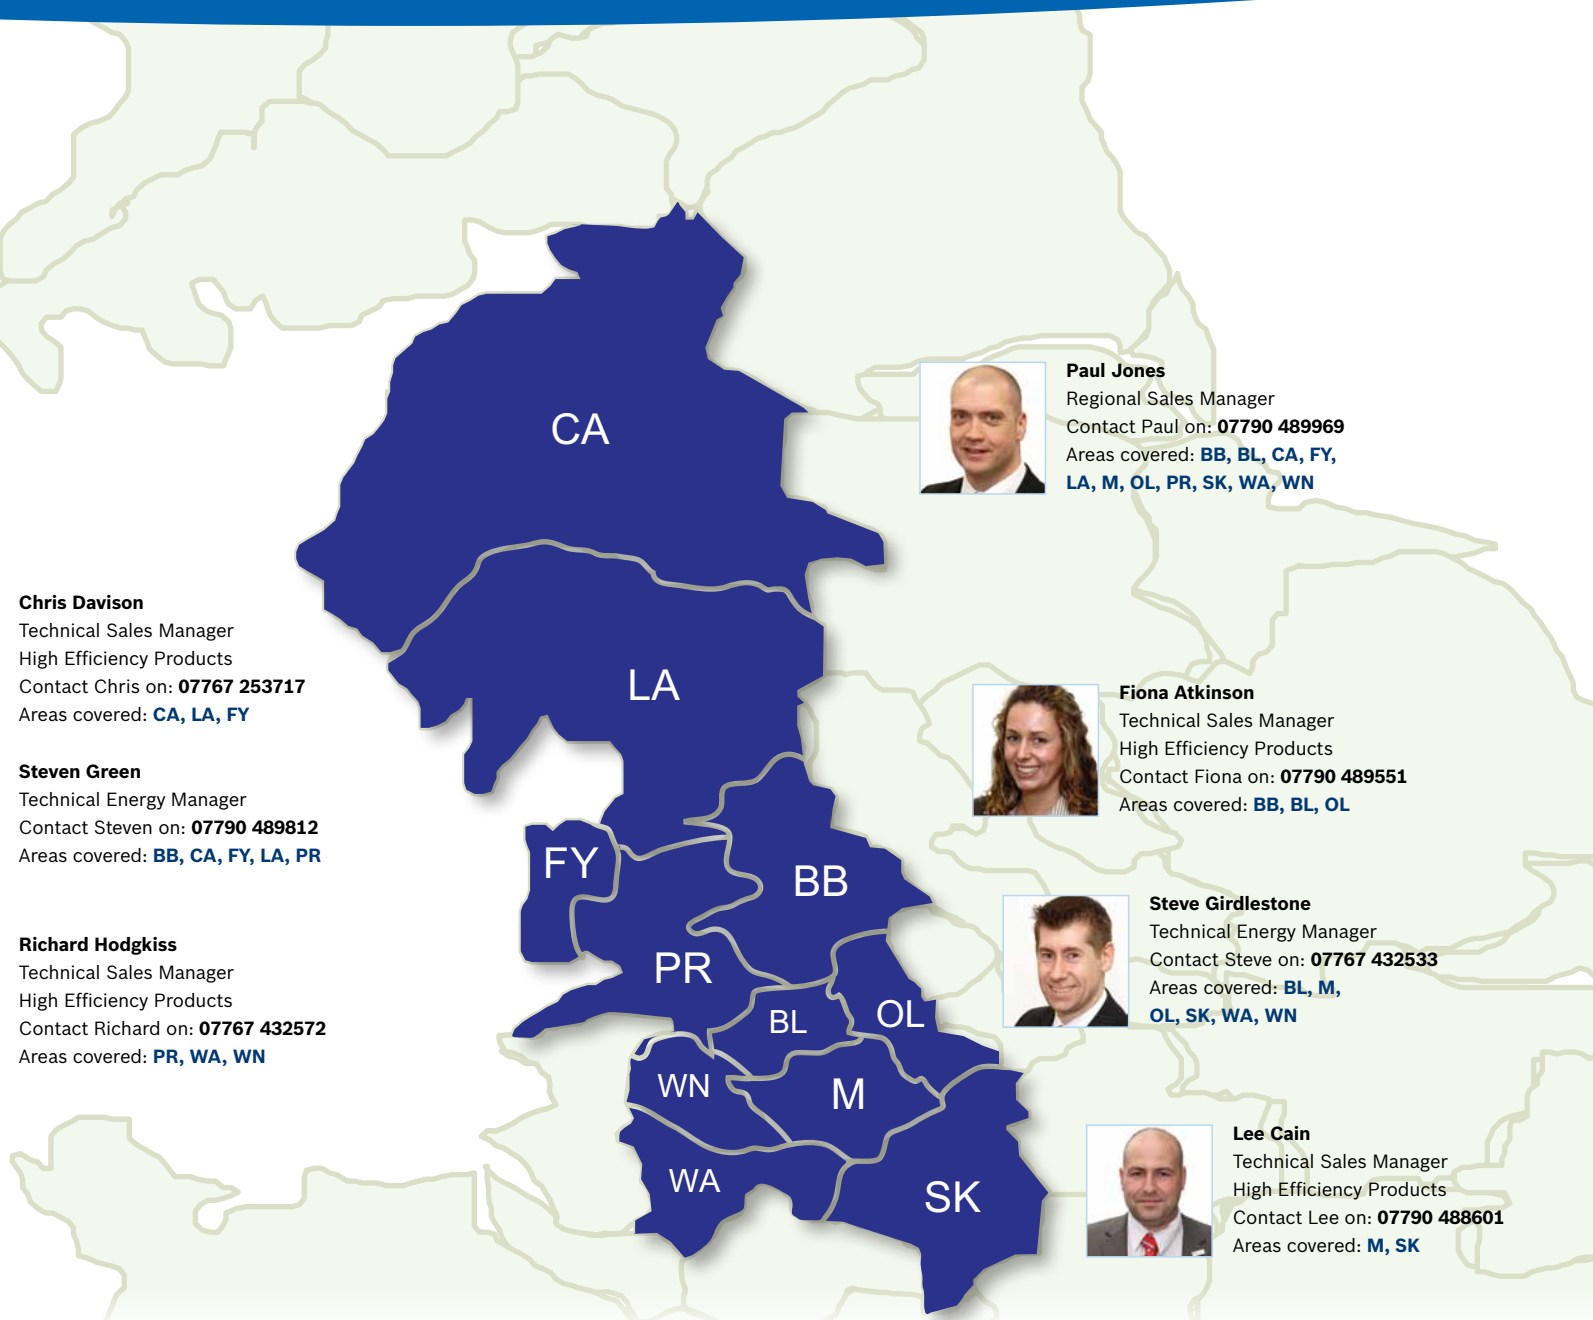 CA
LA
FY
BB
PR
BL
OL
WN
M
WA
SK
Paul Jones
Regional Sales Manager
Contact Paul on: 07790 489969
Areas covered: BB, BL, CA, FY,
LA, M, OL, PR, SK, WA, WN
Chris Davison
Technical Sales Manager
High Efficiency Products
Contact Chris on: 07767 253717
Areas covered: CA, LA, FY
Steven Green
Technical Energy Manager
Contact Steven on: 07790 489812
Areas covered: BB, CA, FY, LA, PR
Richard Hodgkiss
Technical Sales Manager
High Efficiency Products
Contact Richard on: 07767 432572
Areas covered: PR, WA, WN
Fiona Atkinson
Technical Sales Manager
High Efficiency Products
Contact Fiona on: 07790 489551
Areas covered: BB, BL, OL
Steve Girdlestone
Technical Energy Manager
Contact Steve on: 07767 432533
Areas covered: BL, M,
OL, SK, WA, WN
Lee Cain
Technical Sales Manager
High Efficiency Products
Contact Lee on: 07790 488601
Areas covered: M, SK